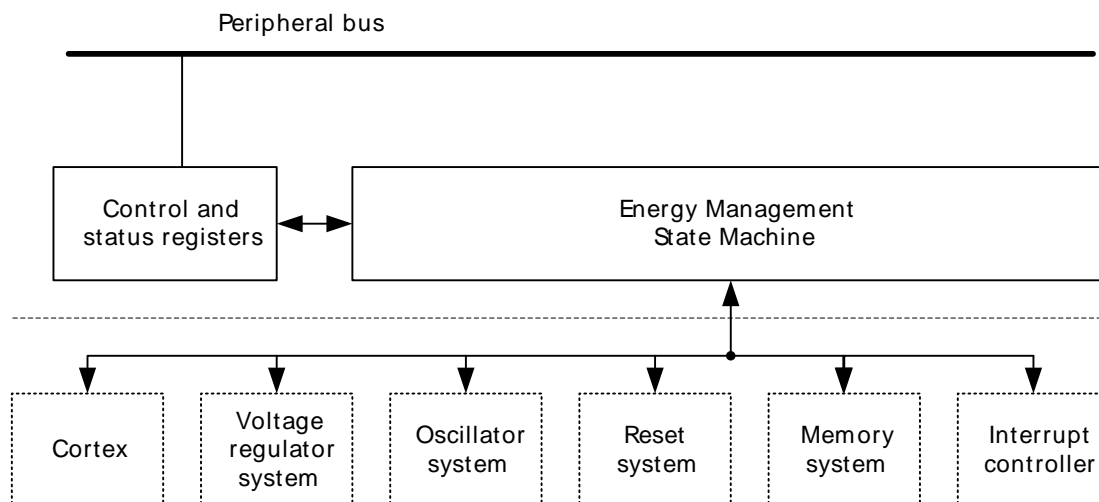 Peripheral bus
Control and
status registers
Energy Management
State Machine
Cortex
Voltage
regulator
system
Oscillator
system
Reset
system
Memory
system
Interrupt
controller